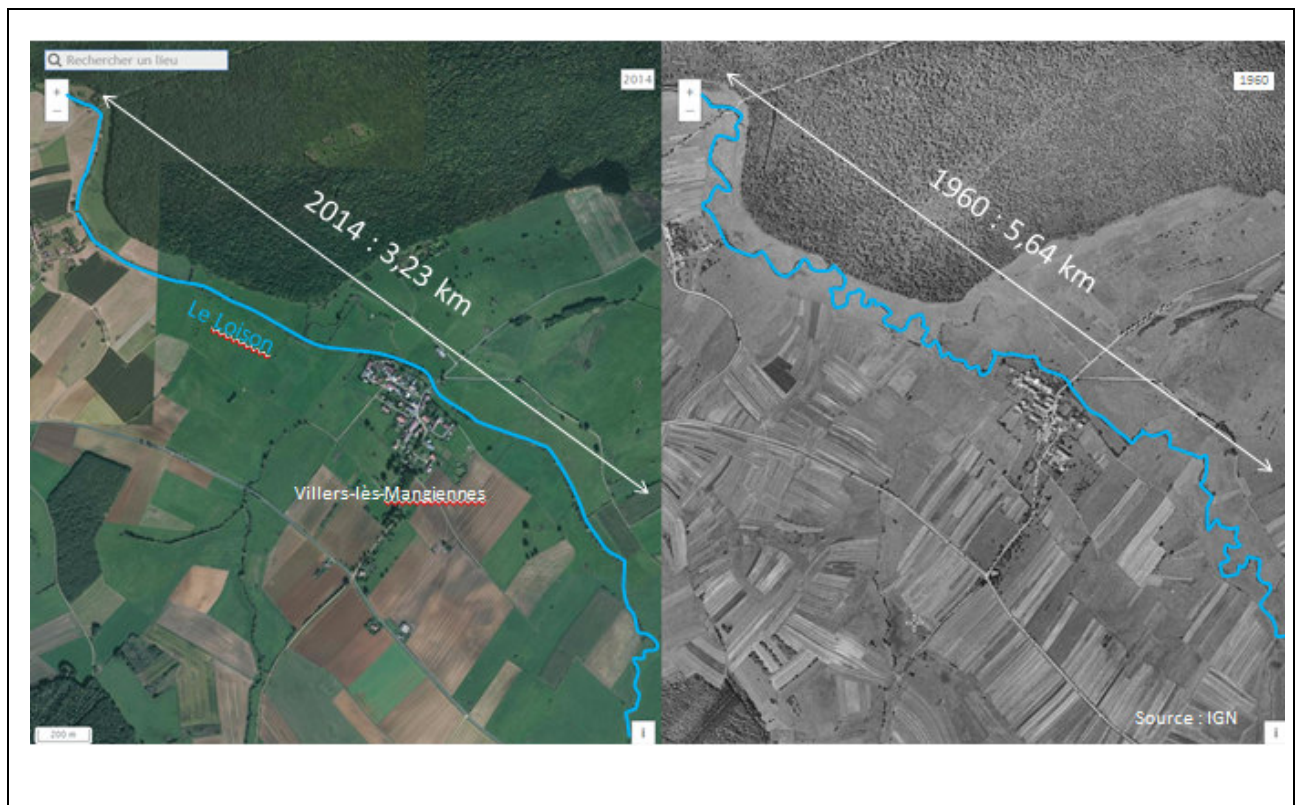 Rechercher un lieu
2014
1960
+
−
+
−
2014 : 3,23 km
1960 : 5,64 km
Le Loison
Villers-lès-Mangiennes
Source : IGN
200 m
i
i